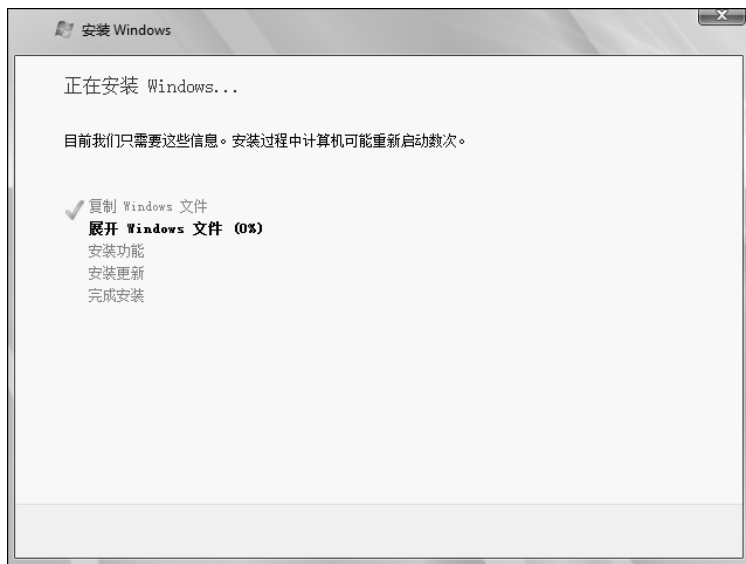 安装 Windows
正在安装 Windows...
目前我们只需要这些信息。安装过程中计算机可能重新启动数次。
复制 Windows 文件
展开 Windows 文件 (0%)
安装功能
安装更新
完成安装